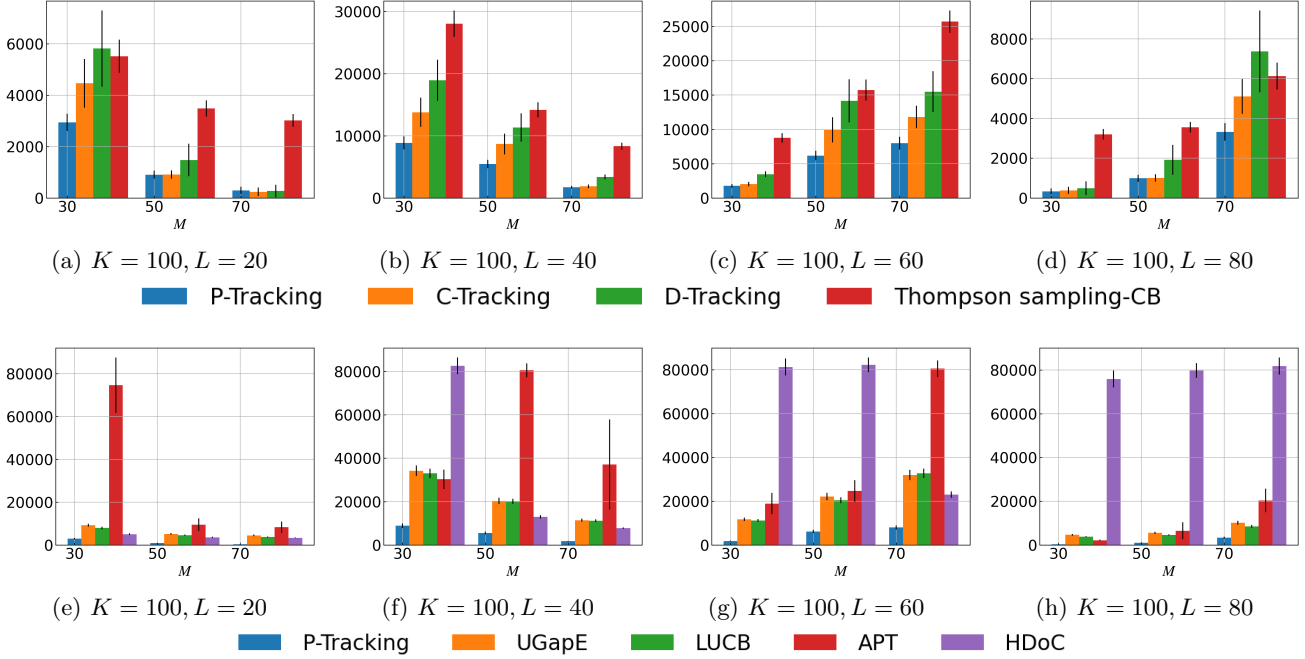 6000
4000
2000
0
30 50 70
M
(a) K = 100, L = 20
30000
20000
10000
0
30 50 70
M
(b) K = 100, L = 40
25000
20000
15000
10000
5000
0
30 50 70
M
(c) K = 100, L = 60
8000
6000
4000
2000
0
30 50 70
M
(d) K = 100, L = 80
P-Tracking C-Tracking D-Tracking Thompson sampling-CB
80000
60000
40000
20000
0
30 50 70
M
(e) K = 100, L = 20
80000
60000
40000
20000
0
30 50 70
M
(f) K = 100, L = 40
80000
60000
40000
20000
0
30 50 70
M
(g) K = 100, L = 60
80000
60000
40000
20000
0
30 50 70
M
(h) K = 100, L = 80
P-Tracking UGapE LUCB APT HDoC